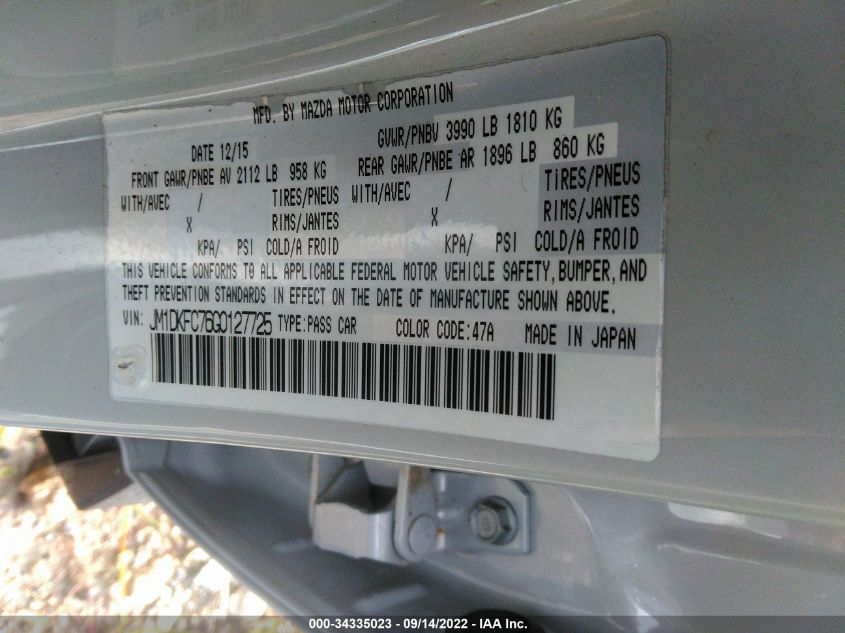 MFD. BY MAZDA MOTOR CORPORATION
DATE 12/15 GVWR/PNBV 3990 LB 1810 KG
FRONT GAWR/PNBE AV 2112 LB 958 KG REAR GAWR/PNBE AR 1896 LB 860 KG
WITH/AVEC / TIRES/PNEUS WITH/AVEC / TIRES/PNEUS
X RIMS/JANTES X RIMS/JANTES
KPA/ PSI COLD/A FROID KPA/ PSI COLD/A FROID
THIS VEHICLE CONFORMS TO ALL APPLICABLE FEDERAL MOTOR VEHICLE SAFETY, BUMPER, AND
THEFT PREVENTION STANDARDS IN EFFECT ON THE DATE OF MANUFACTURE SHOWN ABOVE.
VIN: JM1DKFC76G0127725 TYPE:PASS CAR COLOR CODE:47A MADE IN JAPAN
000-34335023 — 09/14/2022 — IAA Inc.